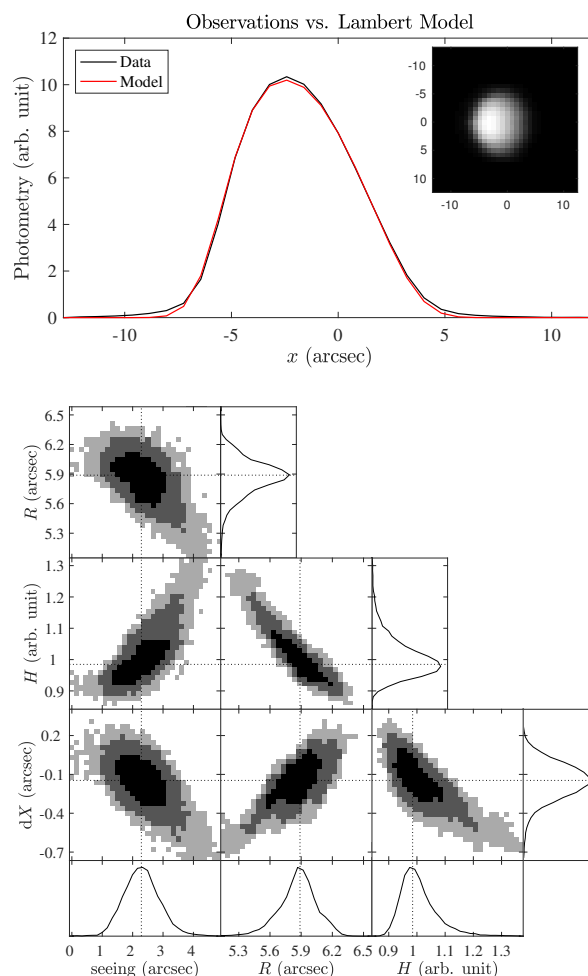 Observations vs. Lambert Model
12
10
8
6
4
2
0
Photometry (arb. unit)
Data
Model
-10
-5
0
5
10
-10 0 10
-10 -5 0 5 10
x (arcsec)
6.5
6.2
5.9
5.6
5.3
R (arcsec)
1.3
1.2
1.1
1
0.9
H (arb. unit)
0.2
-0.1
-0.4
-0.7
dX (arcsec)
0 1 2 3 4
5.3 5.6 5.9 6.2 6.5
0.9 1 1.1 1.2 1.3
seeing (arcsec) R (arcsec) H (arb. unit)